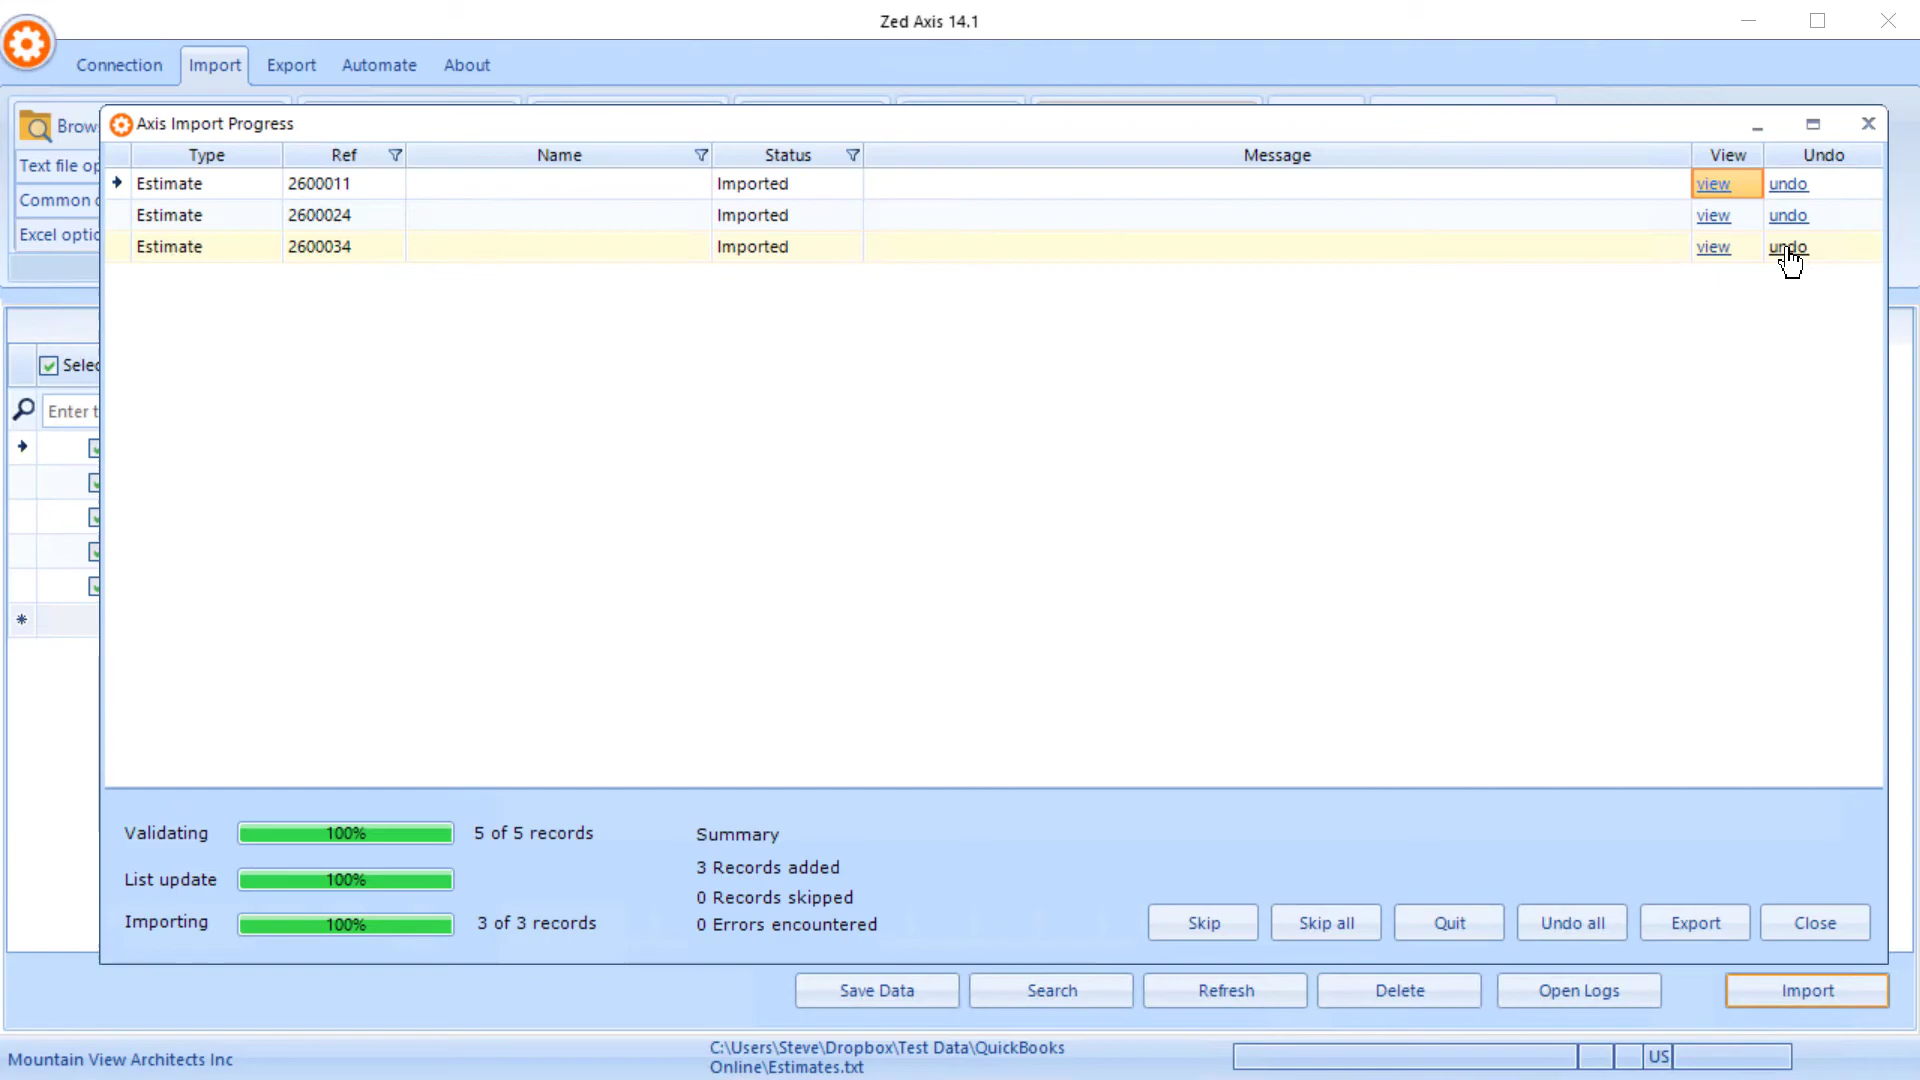 Zed Axis 14.1
Connection Import Export Automate About
Brow
Text file op
Common o
Excel optio
Axis Import Progress
Type Ref Name Status Message View Undo
Estimate 2600011 Imported view undo
Estimate 2600024 Imported view undo
Estimate 2600034 Imported view undo
Selec
Enter t
Validating 100% 5 of 5 records
List update 100%
Importing 100% 3 of 3 records
Summary
3 Records added
0 Records skipped
0 Errors encountered
Skip Skip all Quit Undo all Export Close
Save Data Search Refresh Delete Open Logs Import
Mountain View Architects Inc
C:\Users\Steve\Dropbox\Test Data\QuickBooks
Online\Estimates.txt
US